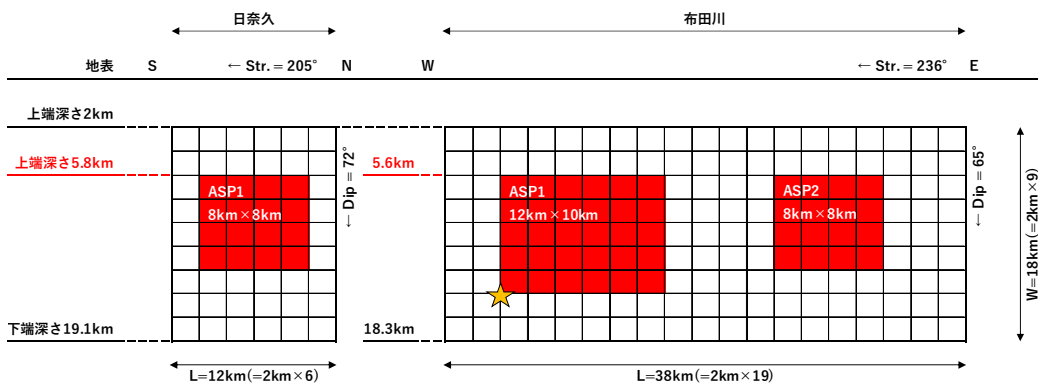 日奈久
布田川
地表
S
← Str. = 205°
N
W
← Str. = 236°
E
上端深さ2km
上端深さ5.8km
5.6km
← Dip = 72°
← Dip = 65°
ASP1
8km×8km
ASP1
12km×10km
ASP2
8km×8km
W=18km(=2km×9)
下端深さ19.1km
18.3km
L=12km(=2km×6)
L=38km(=2km×19)